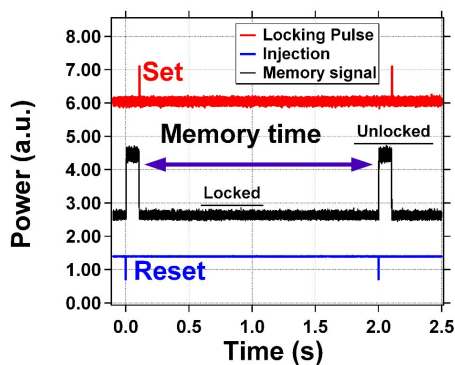 8.00
7.00
6.00
5.00
4.00
3.00
2.00
1.00
0.00
Power (a.u.)
Locking Pulse
Injection
Memory signal
Set
Memory time
Unlocked
Locked
Reset
0.0
0.5
1.0
1.5
2.0
2.5
Time (s)